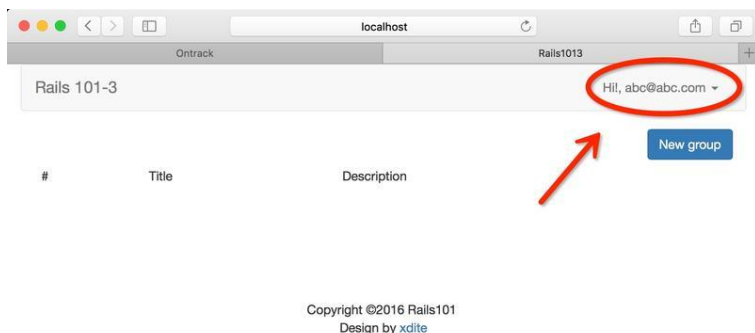 localhost
Ontrack
Rails1013
Rails 101-3
Hi!, abc@abc.com
New group
# Title Description
Copyright ©2016 Rails101
Design by xdite